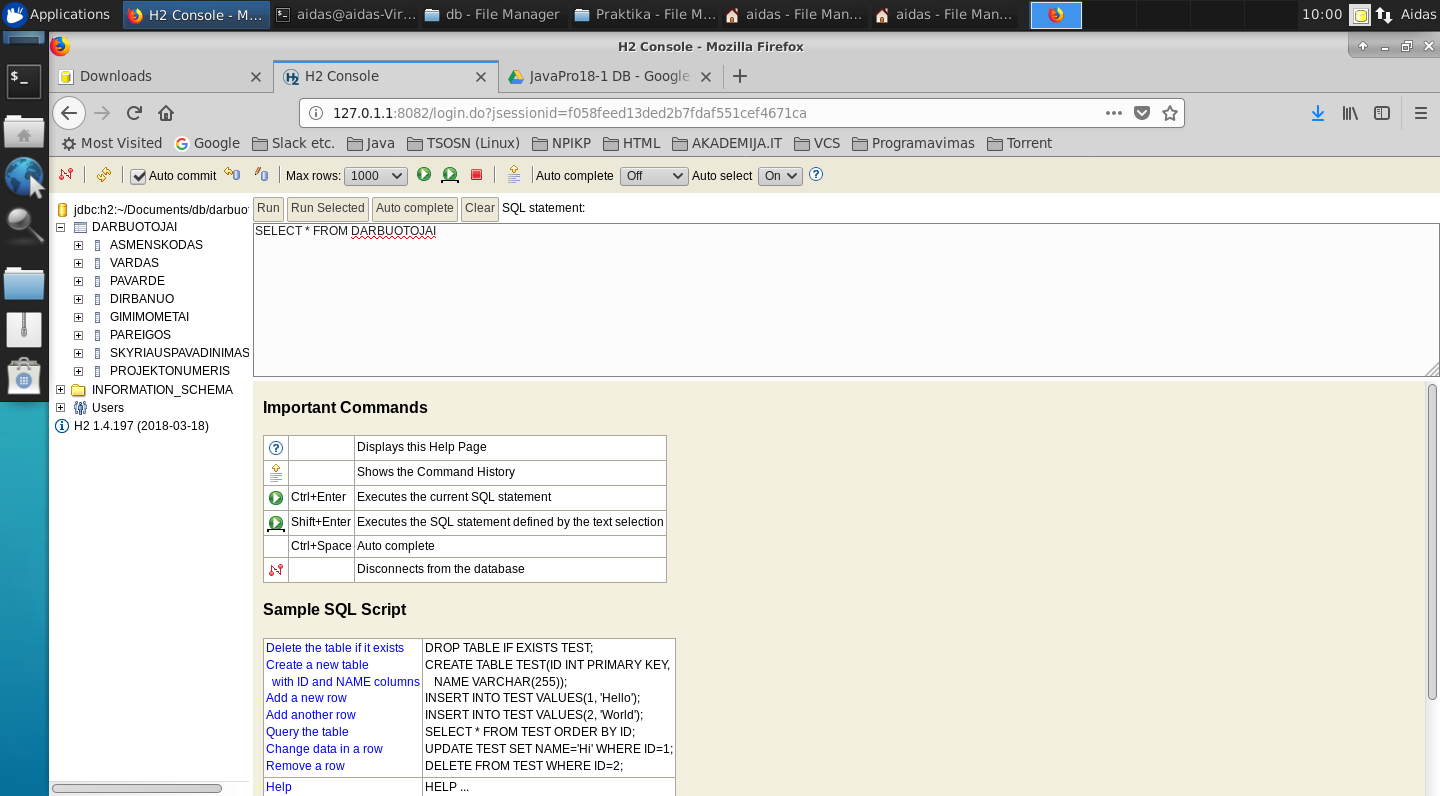 Applications
H2 Console - M...
aidas@aidas-Vir...
db - File Manager
Praktika - File M...
aidas - File Man...
aidas - File Man...
10:00
Aidas
H2 Console - Mozilla Firefox
Downloads
H2 Console
JavaPro18-1 DB - Google
127.0.1.1:8082/login.do?jsessionid=f058feed13ded2b7fdaf551cef4671ca
Most Visited
Google
Slack etc.
Java
TSOSN (Linux)
NPIKP
HTML
AKADEMIJA.IT
VCS
Programavimas
Torrent
Auto commit
Max rows:
1000
Auto complete
Off
Auto select
On
jdbc:h2:~/Documents/db/darbuot
DARBUOTOJAI
ASMENSKODAS
VARDAS
PAVARDE
DIRBANUO
GIMIMOMETAI
PAREIGOS
SKYRIAUSPAVADINIMAS
PROJEKTONUMERIS
INFORMATION_SCHEMA
Users
H2 1.4.197 (2018-03-18)
Run
Run Selected
Auto complete
Clear
SQL statement:
SELECT * FROM DARBUOTOJAI
Important Commands
Displays this Help Page
Shows the Command History
Ctrl+Enter Executes the current SQL statement
Shift+Enter Executes the SQL statement defined by the text selection
Ctrl+Space Auto complete
Disconnects from the database
Sample SQL Script
Delete the table if it exists DROP TABLE IF EXISTS TEST;
Create a new table CREATE TABLE TEST(ID INT PRIMARY KEY,
with ID and NAME columns NAME VARCHAR(255));
Add a new row INSERT INTO TEST VALUES(1, 'Hello');
Add another row INSERT INTO TEST VALUES(2, 'World');
Query the table SELECT * FROM TEST ORDER BY ID;
Change data in a row UPDATE TEST SET NAME='Hi' WHERE ID=1;
Remove a row DELETE FROM TEST WHERE ID=2;
Help HELP ...